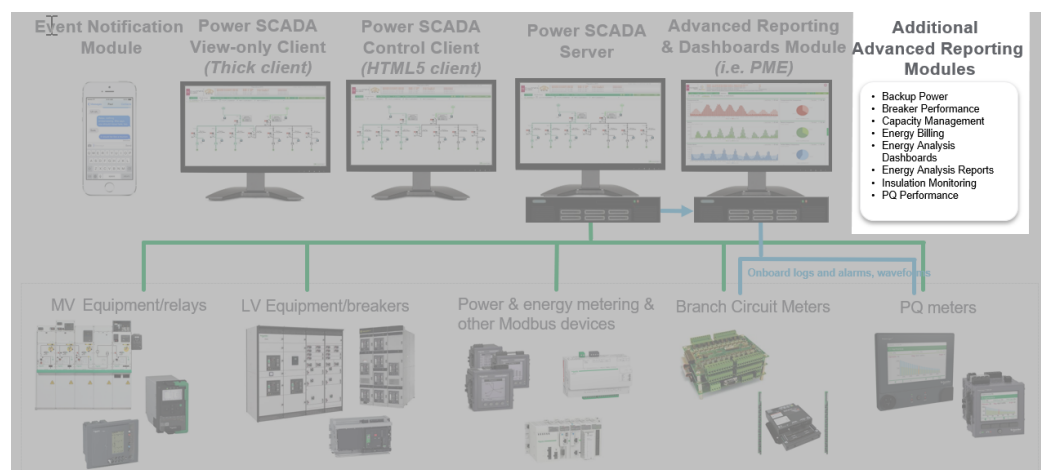 Event Notification
Module
Power SCADA
View-only Client
(Thick client)
Power SCADA
Control Client
(HTML5 client)
Power SCADA
Server
Advanced Reporting
& Dashboards Module
(i.e. PME)
Additional
Advanced Reporting
Modules
• Backup Power
• Breaker Performance
• Capacity Management
• Energy Billing
• Energy Analysis
Dashboards
• Energy Analysis Reports
• Insulation Monitoring
• PQ Performance
Onboard logs and alarms, waveforms
MV Equipment/relays
LV Equipment/breakers
Power & energy metering &
other Modbus devices
Branch Circuit Meters
PQ meters